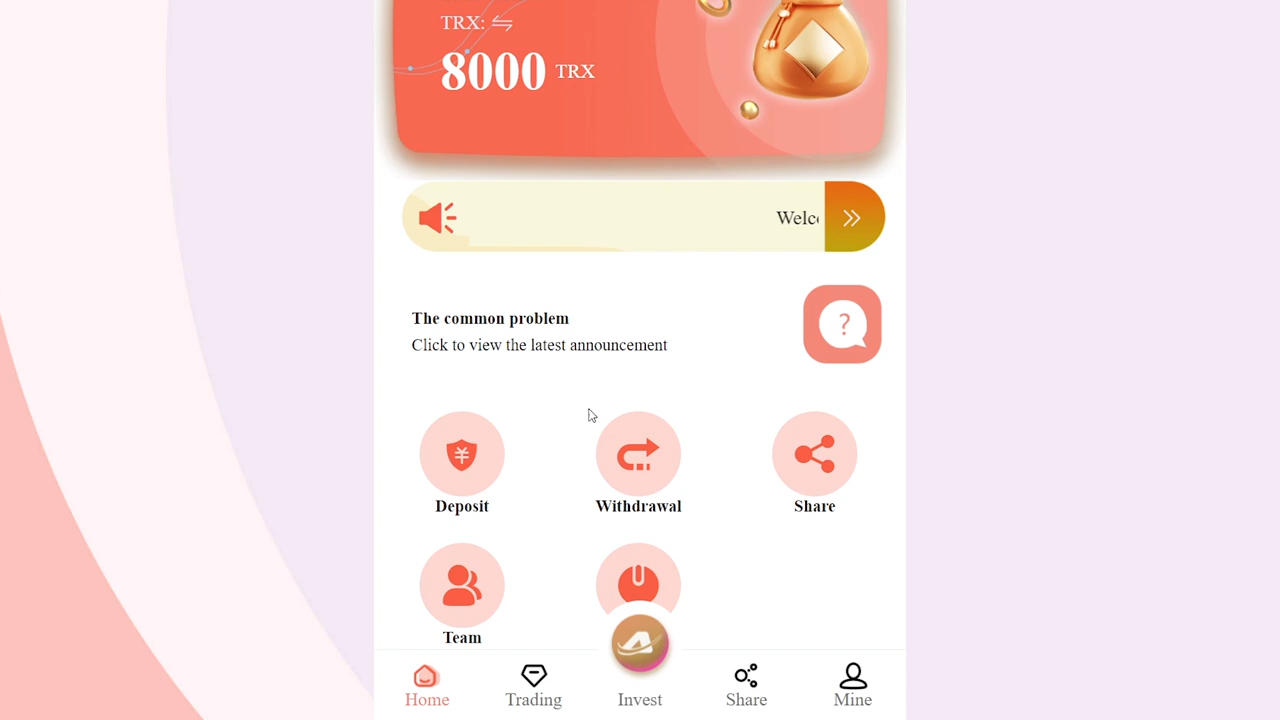 TRX:
8000 TRX
The common problem
Click to view the latest announcement
Deposit
Withdrawal
Share
Team
Home
Trading
Invest
Share
Mine